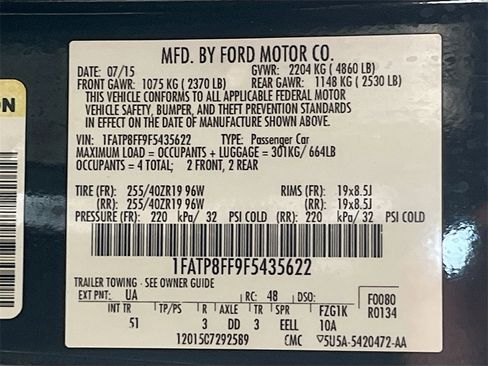 MFD. BY FORD MOTOR CO.
DATE: 07/15 GVWR: 2204 KG ( 4860 LB)
FRONT GAWR: 1075 KG ( 2370 LB) REAR GAWR: 1148 KG ( 2530 LB)
THIS VEHICLE CONFORMS TO ALL APPLICABLE FEDERAL MOTOR
VEHICLE SAFETY, BUMPER, AND THEFT PREVENTION STANDARDS
IN EFFECT ON THE DATE OF MANUFACTURE SHOWN ABOVE.
VIN: 1FATP8FF9F5435622 TYPE: Passenger Car
MAXIMUM LOAD = OCCUPANTS + LUGGAGE = 301KG/ 664LB
OCCUPANTS = 4 TOTAL; 2 FRONT, 2 REAR
TIRE (FR): 255/40ZR19 96W RIMS (FR): 19x8.5J
(RR): 255/40ZR19 96W (RR): 19x8.5J
PRESSURE (FR): 220 kPa/ 32 PSI COLD (RR): 220 kPa/ 32 PSI COLD
1FATP8FF9F5435622
TRAILER TOWING - SEE OWNER GUIDE
EXT PNT: UA RC: 48 DSO: F0080
INT TR TP/PS R AXLE TR SPR FZG1K R0134
51 3 DD 3 EELL 10A
12015C7292589 CMC ▽5U5A-5420472-AA
ON